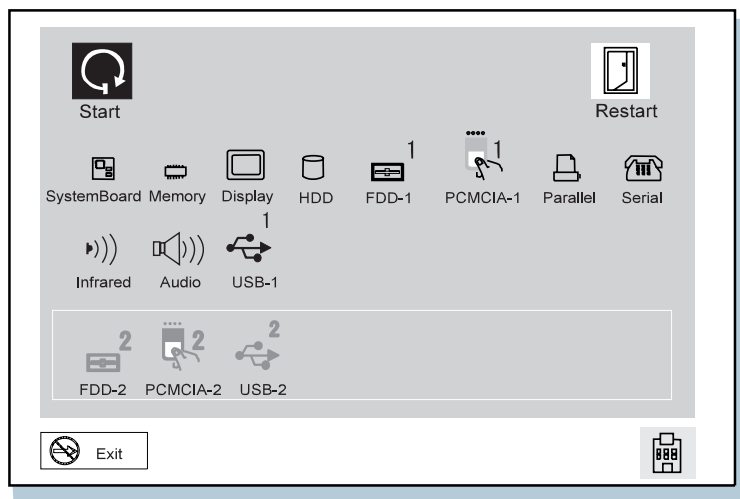 Start Restart
1 1
SystemBoard Memory Display HDD FDD-1 PCMCIA-1 Parallel Serial
1
Infrared Audio USB-1
2 2 2
FDD-2 PCMCIA-2 USB-2
Exit